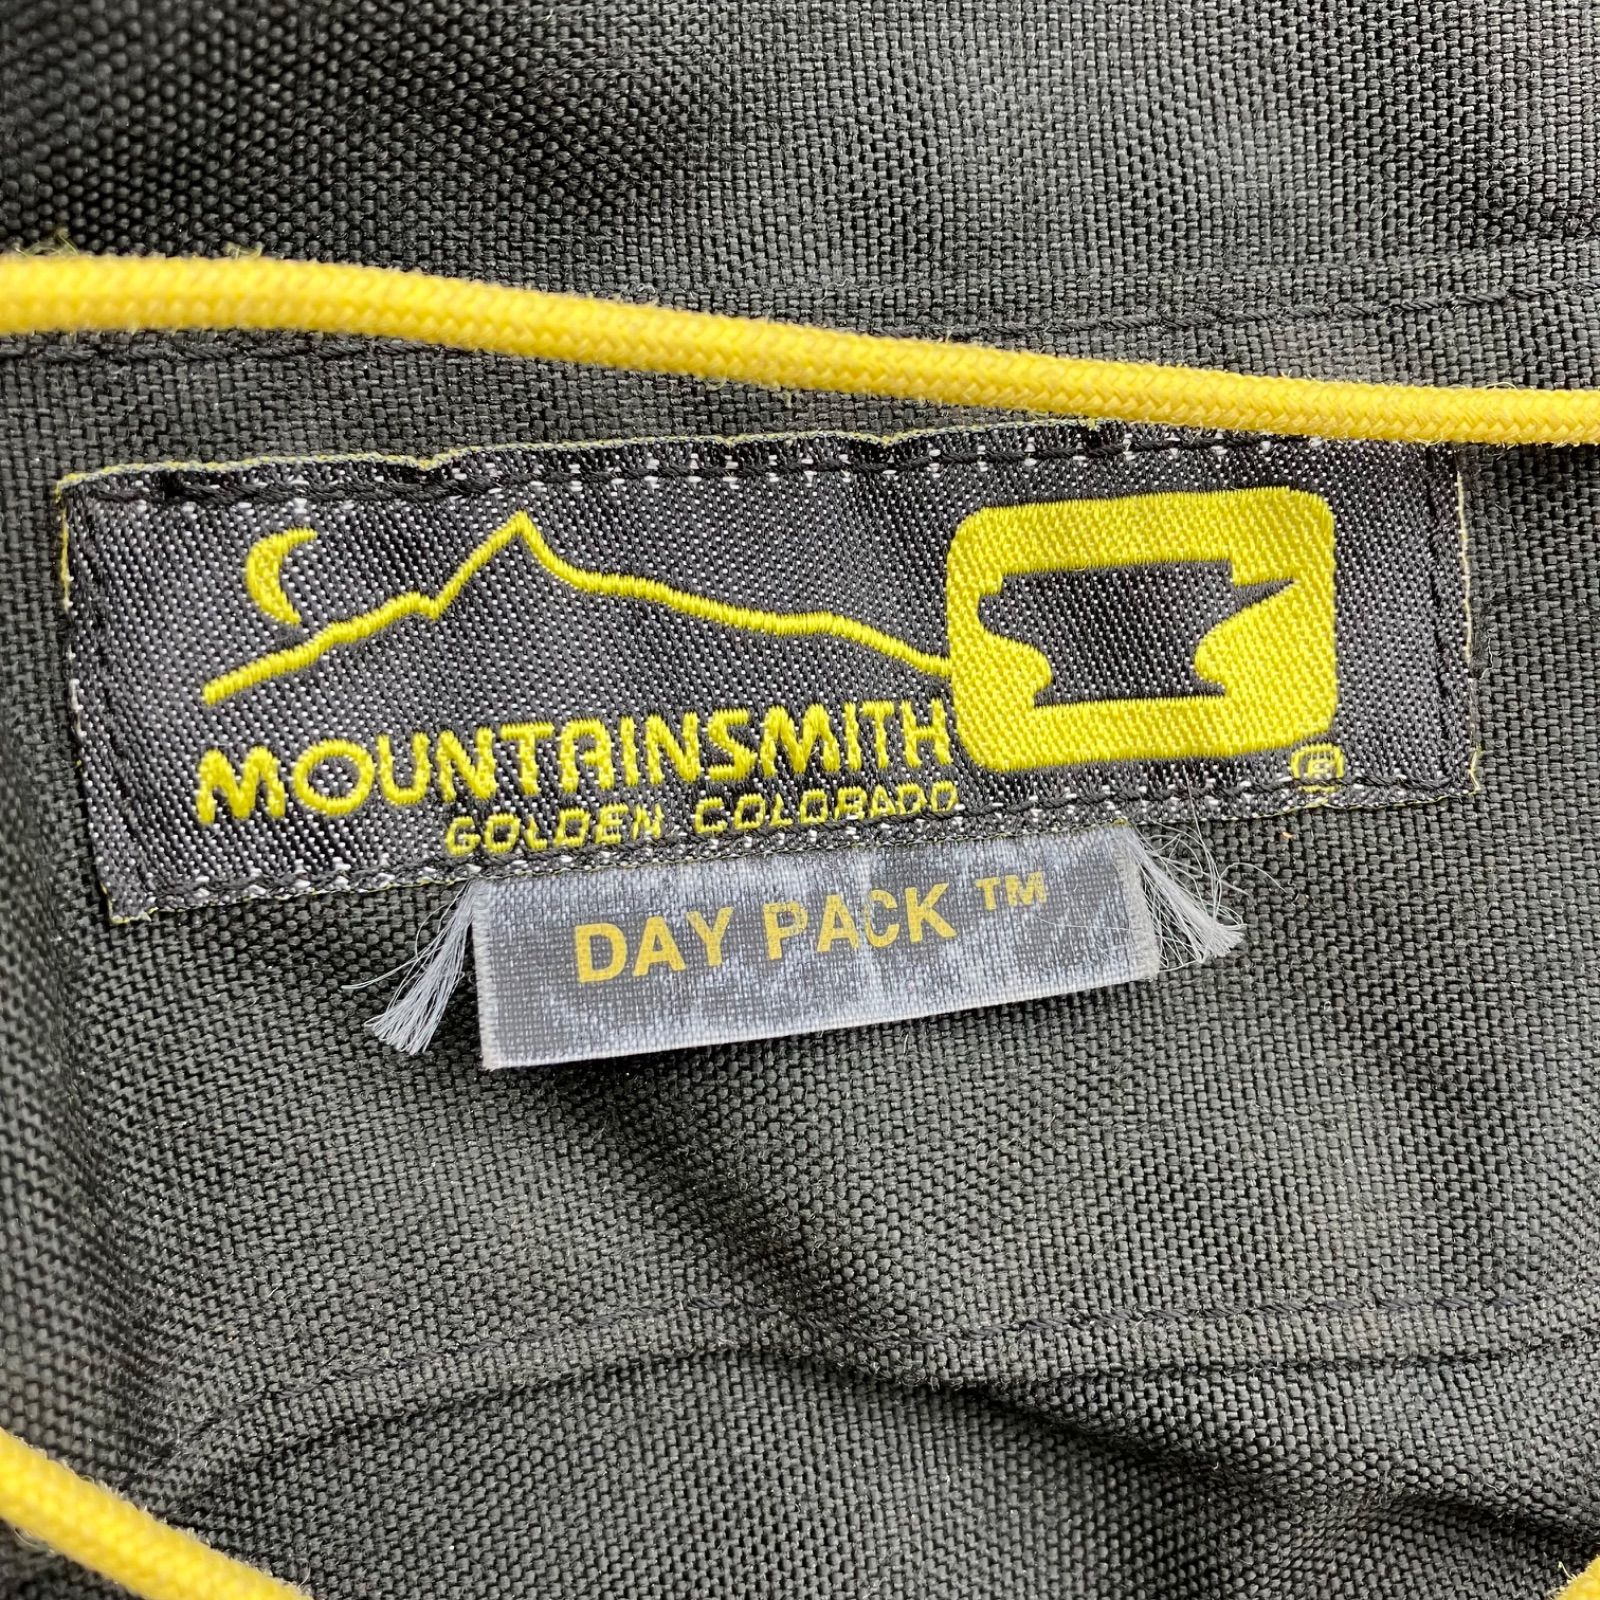 MOUNTAINSMITH
®
GOLDEN COLORADO
DAY PACK ™